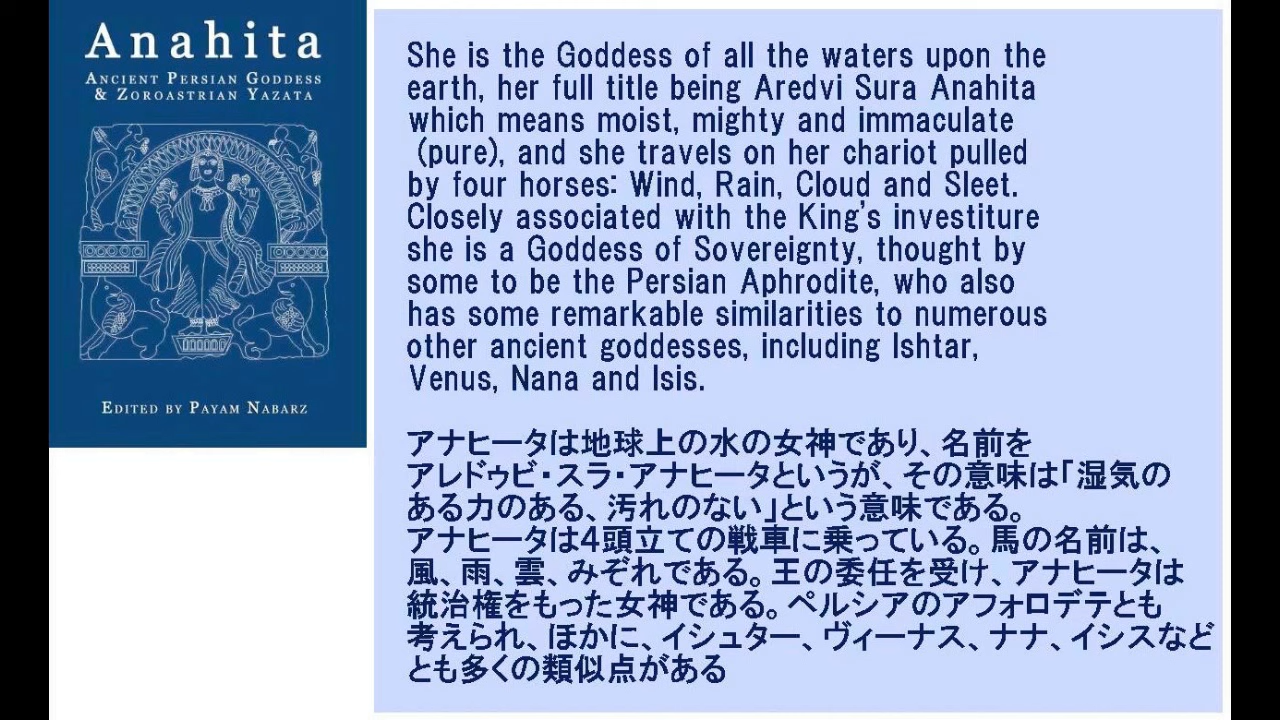 Anahita
ANCIENT PERSIAN GODDESS
& ZOROASTRIAN YAZATA
EDITED BY PAYAM NABARZ
She is the Goddess of all the waters upon the
earth, her full title being Aredvi Sura Anahita
which means moist, mighty and immaculate
(pure), and she travels on her chariot pulled
by four horses: Wind, Rain, Cloud and Sleet.
Closely associated with the King's investiture
she is a Goddess of Sovereignty, thought by
some to be the Persian Aphrodite, who also
has some remarkable similarities to numerous
other ancient goddesses, including Ishtar,
Venus, Nana and Isis.
アナヒータは地球上の水の女神であり、名前を
アレドゥビ・スラ・アナヒータというが、その意味は「湿気の
ある力のある、汚れのない」という意味である。
アナヒータは4頭立ての戦車に乗っている。馬の名前は、
風、雨、雲、みぞれである。王の委任を受け、アナヒータは
統治権をもった女神である。ペルシアのアフォロデテとも
考えられ、ほかに、イシュター、ヴィーナス、ナナ、イシスなど
とも多くの類似点がある